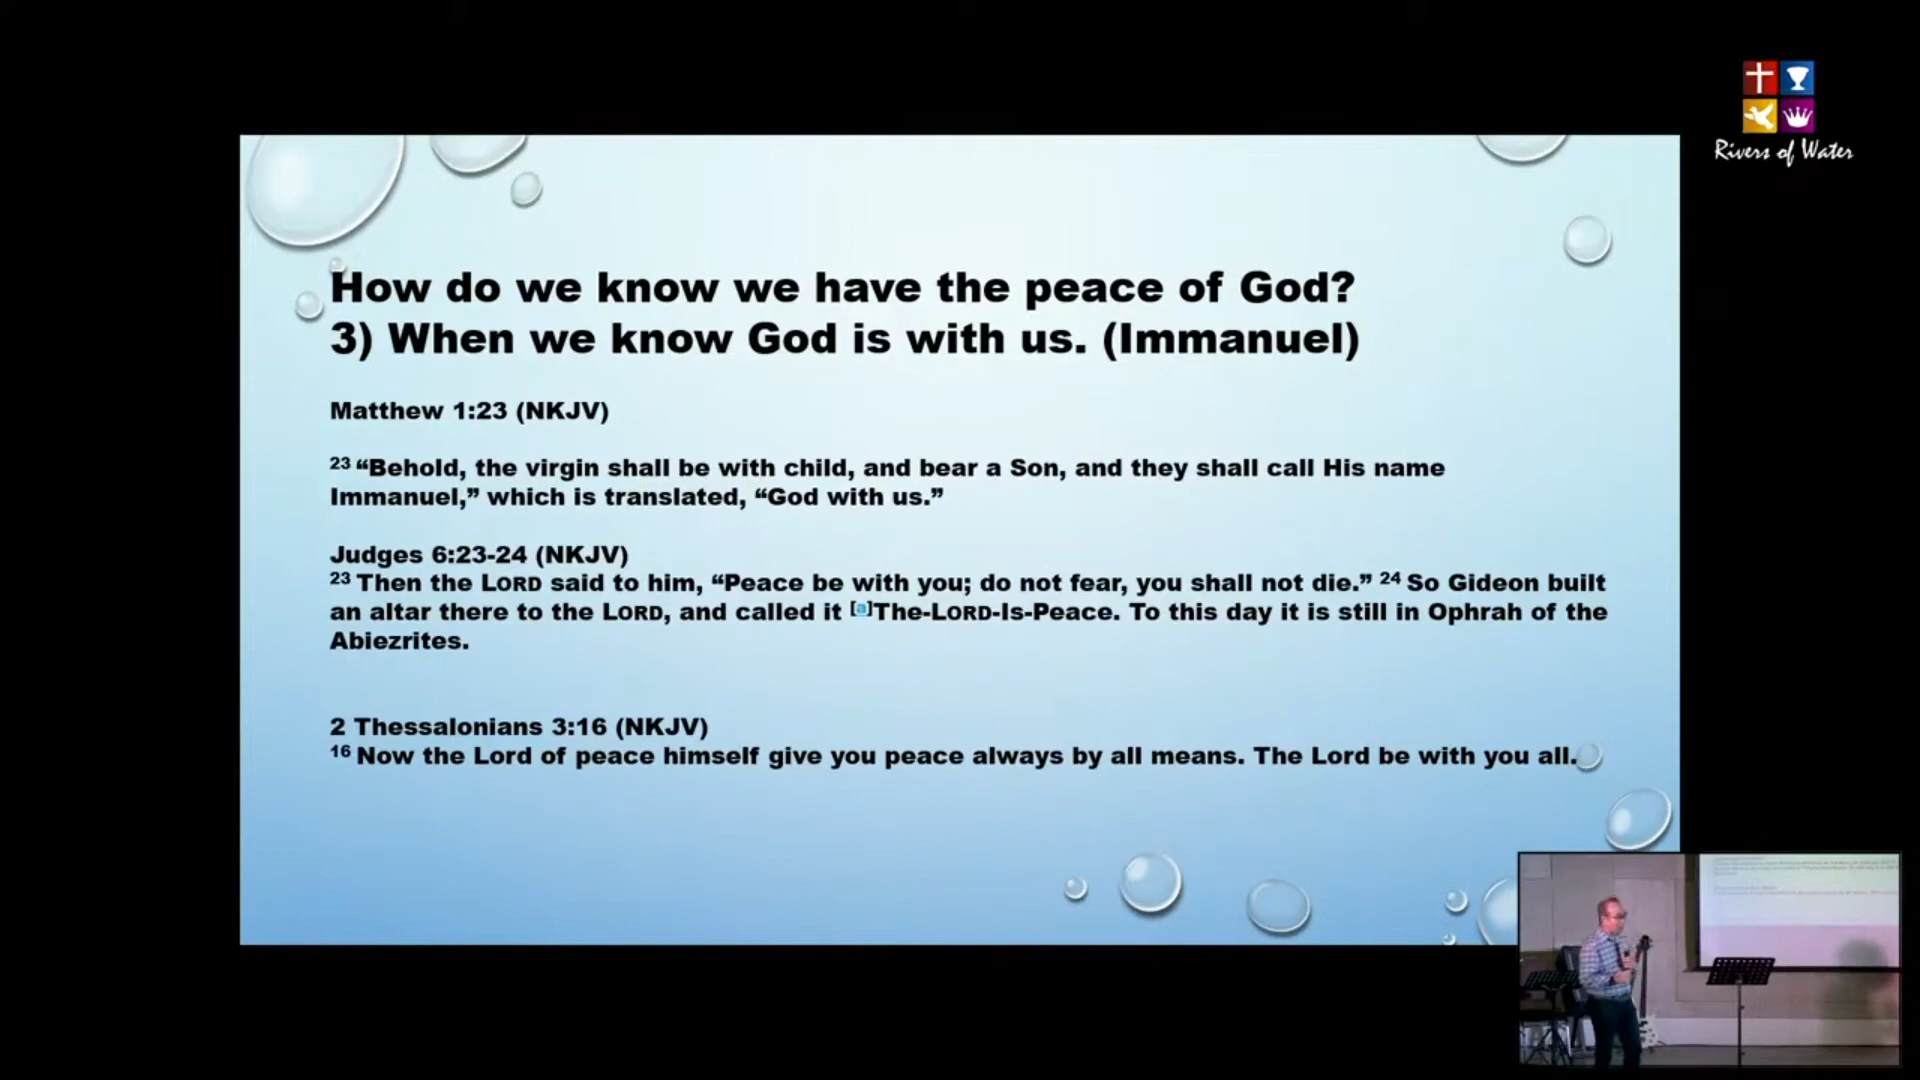 Rivers of Water
How do we know we have the peace of God?
3) When we know God is with us. (Immanuel)
Matthew 1:23 (NKJV)
23 “Behold, the virgin shall be with child, and bear a Son, and they shall call His name
Immanuel,” which is translated, “God with us.”
Judges 6:23-24 (NKJV)
23 Then the LORD said to him, “Peace be with you; do not fear, you shall not die.” 24 So Gideon built
an altar there to the LORD, and called it [a]The-LORD-Is-Peace. To this day it is still in Ophrah of the
Abiezrites.
2 Thessalonians 3:16 (NKJV)
16 Now the Lord of peace himself give you peace always by all means. The Lord be with you all.